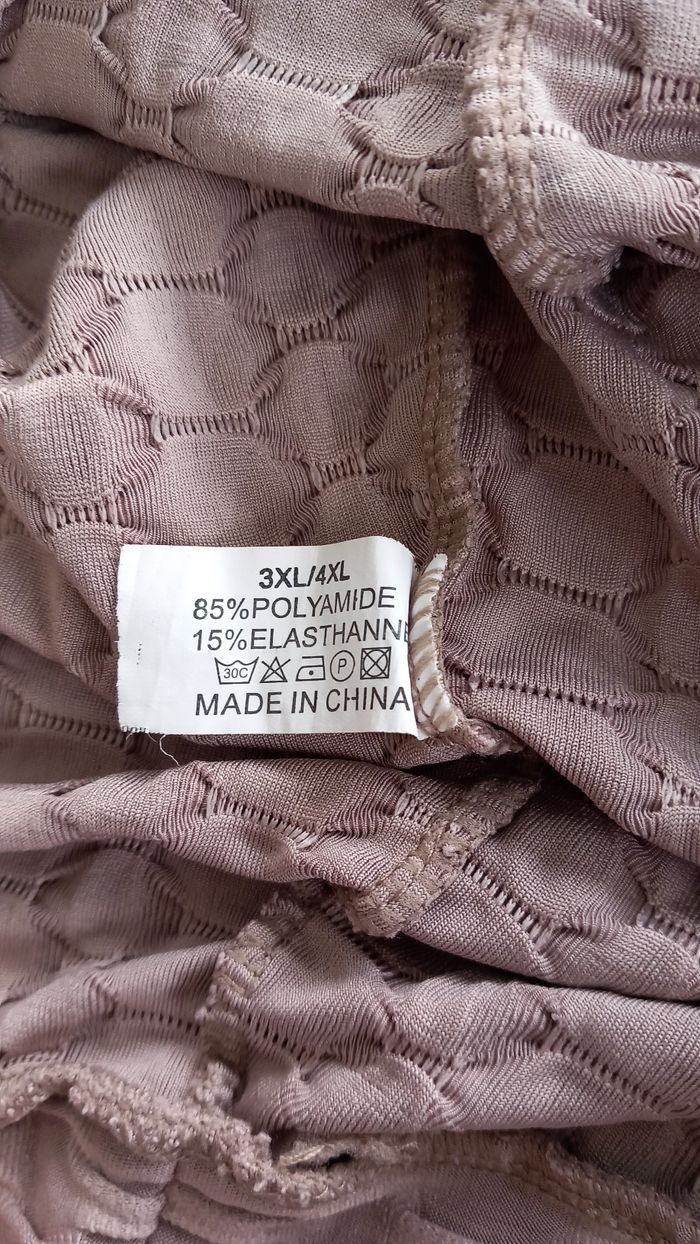 3XL/4XL
85%POLYAMIDE
15%ELASTHANNE
30C P
MADE IN CHINA